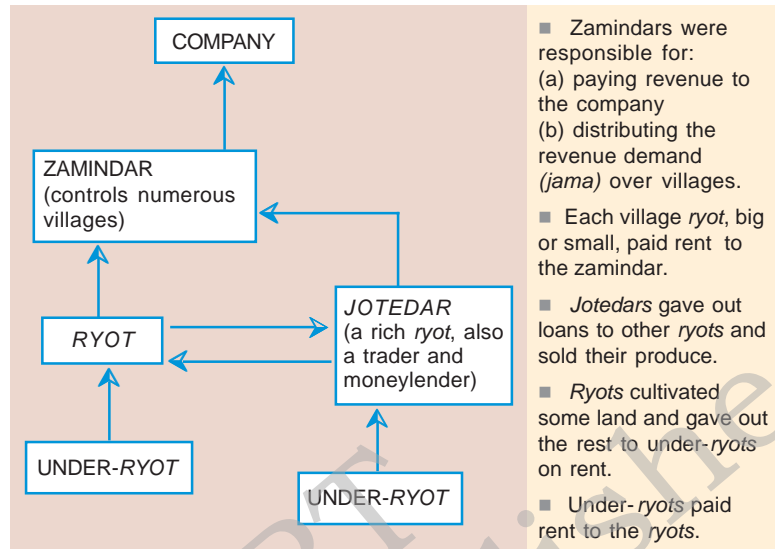 COMPANY
ZAMINDAR
(controls numerous
villages)
RYOT
JOTEDAR
(a rich ryot, also
a trader and
moneylender)
UNDER-RYOT
UNDER-RYOT
■ Zamindars were
responsible for:
(a) paying revenue to
the company
(b) distributing the
revenue demand
(jama) over villages.
■ Each village ryot, big
or small, paid rent to
the zamindar.
■ Jotedars gave out
loans to other ryots and
sold their produce.
■ Ryots cultivated
some land and gave out
the rest to under-ryots
on rent.
■ Under-ryots paid
rent to the ryots.